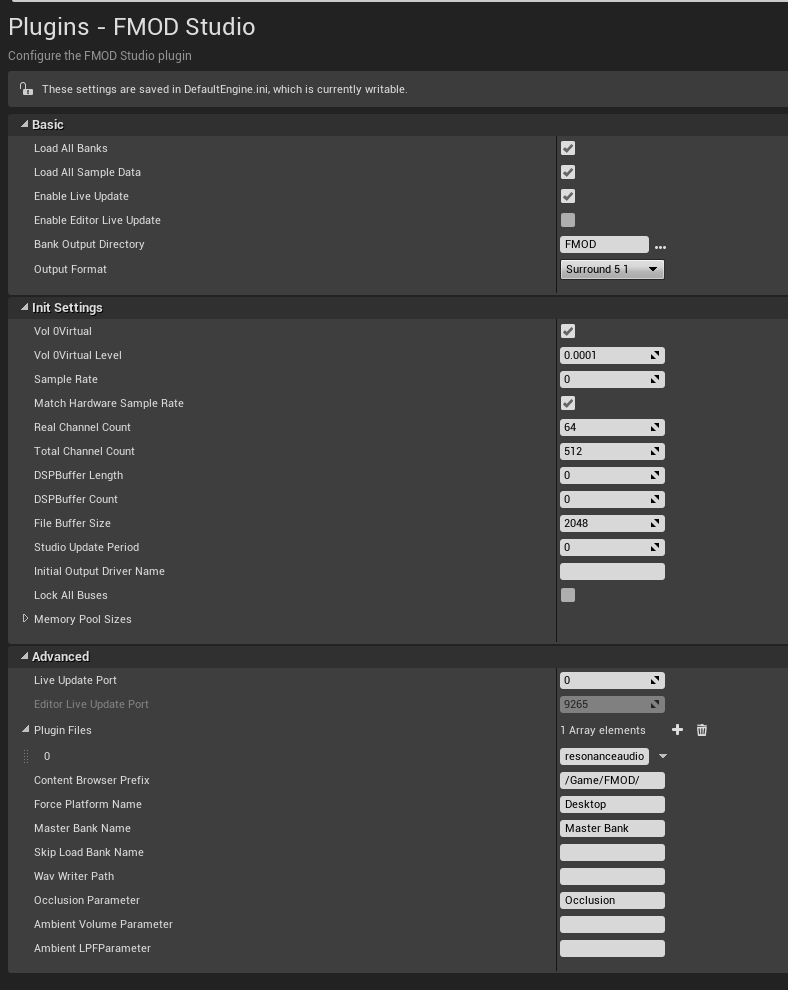 Plugins - FMOD Studio
Configure the FMOD Studio plugin
These settings are saved in DefaultEngine.ini, which is currently writable.
Basic
Load All Banks
Load All Sample Data
Enable Live Update
Enable Editor Live Update
Bank Output Directory FMOD ...
Output Format Surround 5 1
Init Settings
Vol 0Virtual
Vol 0Virtual Level 0.0001
Sample Rate 0
Match Hardware Sample Rate
Real Channel Count 64
Total Channel Count 512
DSPBuffer Length 0
DSPBuffer Count 0
File Buffer Size 2048
Studio Update Period 0
Initial Output Driver Name
Lock All Buses
Memory Pool Sizes
Advanced
Live Update Port 0
Editor Live Update Port 9265
Plugin Files 1 Array elements
0 resonanceaudio
Content Browser Prefix /Game/FMOD/
Force Platform Name Desktop
Master Bank Name Master Bank
Skip Load Bank Name
Wav Writer Path
Occlusion Parameter Occlusion
Ambient Volume Parameter
Ambient LPFParameter